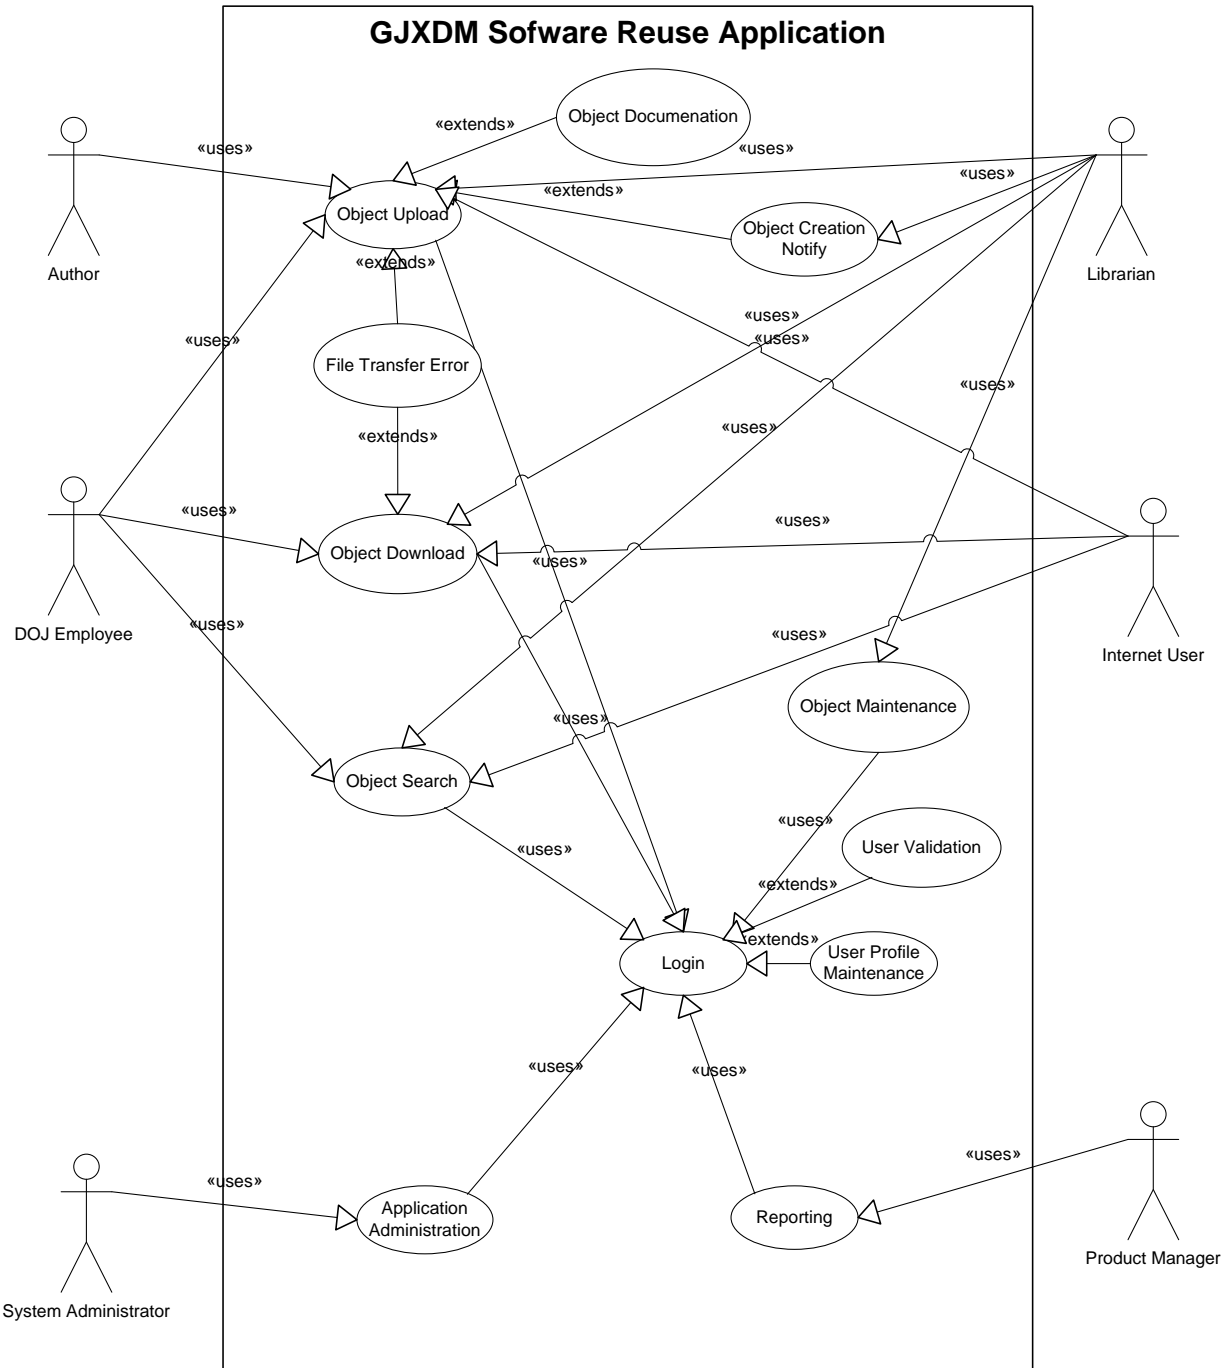 GJXDM Sofware Reuse Application
Object Documenation
«extends»
«uses»
«uses»
«uses»
«extends»
Object Upload
Object Creation
Notify
«extends»
Author
Librarian
«uses»
«uses»
«uses»
File Transfer Error
«uses»
«uses»
«extends»
«uses»
«uses»
Object Download
«uses»
DOJ Employee
«uses»
«uses»
Internet User
Object Maintenance
«uses»
Object Search
«uses»
«uses»
User Validation
«extends»
«extends»
Login
User Profile
Maintenance
«uses»
«uses»
«uses»
«uses»
Application
Administration
Reporting
Product Manager
System Administrator